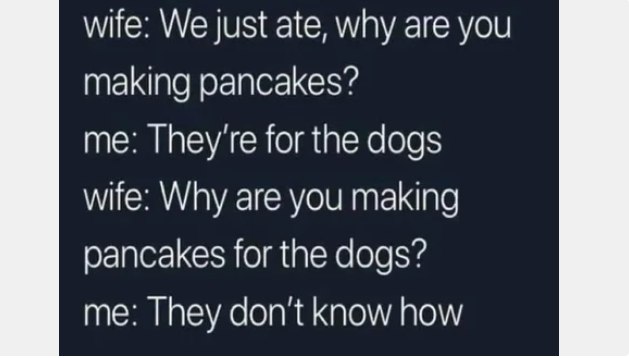 wife: We just ate, why are you
making pancakes?
me: They're for the dogs
wife: Why are you making
pancakes for the dogs?
me: They don't know how